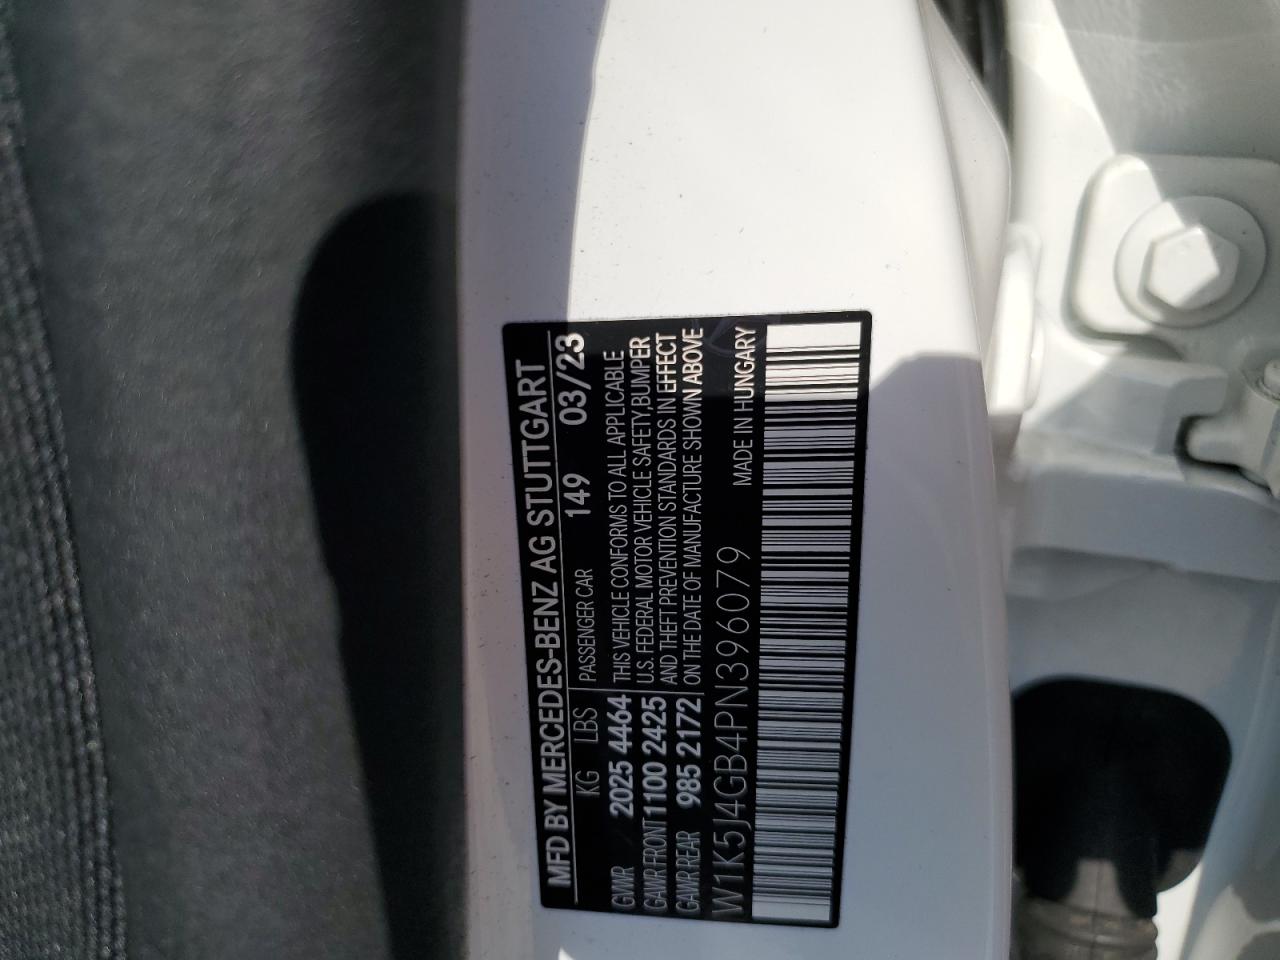 MFD BY MERCEDES-BENZ AG STUTTGART
KG LBS PASSENGER CAR 149 03/23
GVWR 2025 4464 THIS VEHICLE CONFORMS TO ALL APPLICABLE
GAWR FRONT 1100 2425 U.S. FEDERAL MOTOR VEHICLE SAFETY,BUMPER
GAWR REAR 985 2172 AND THEFT PREVENTION STANDARDS IN EFFECT
ON THE DATE OF MANUFACTURE SHOWN ABOVE
W1K5J4GB4PN396079 MADE IN HUNGARY